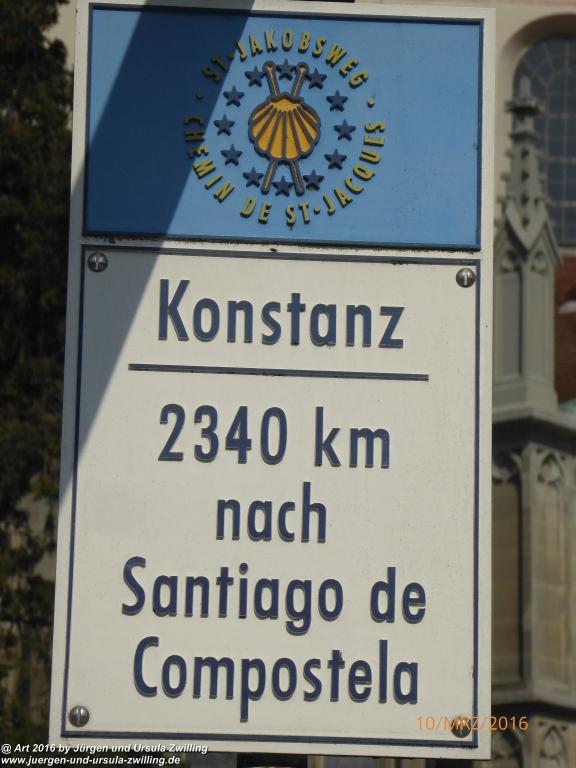 ST·JAKOBSWEG
CHEMIN DE ST·JACQUES
Konstanz
2340 km
nach
Santiago de
Compostela
10/MRZ/2016
@ Art 2016 by Jürgen und Ursula Zwilling
www.juergen-und-ursula-zwilling.de